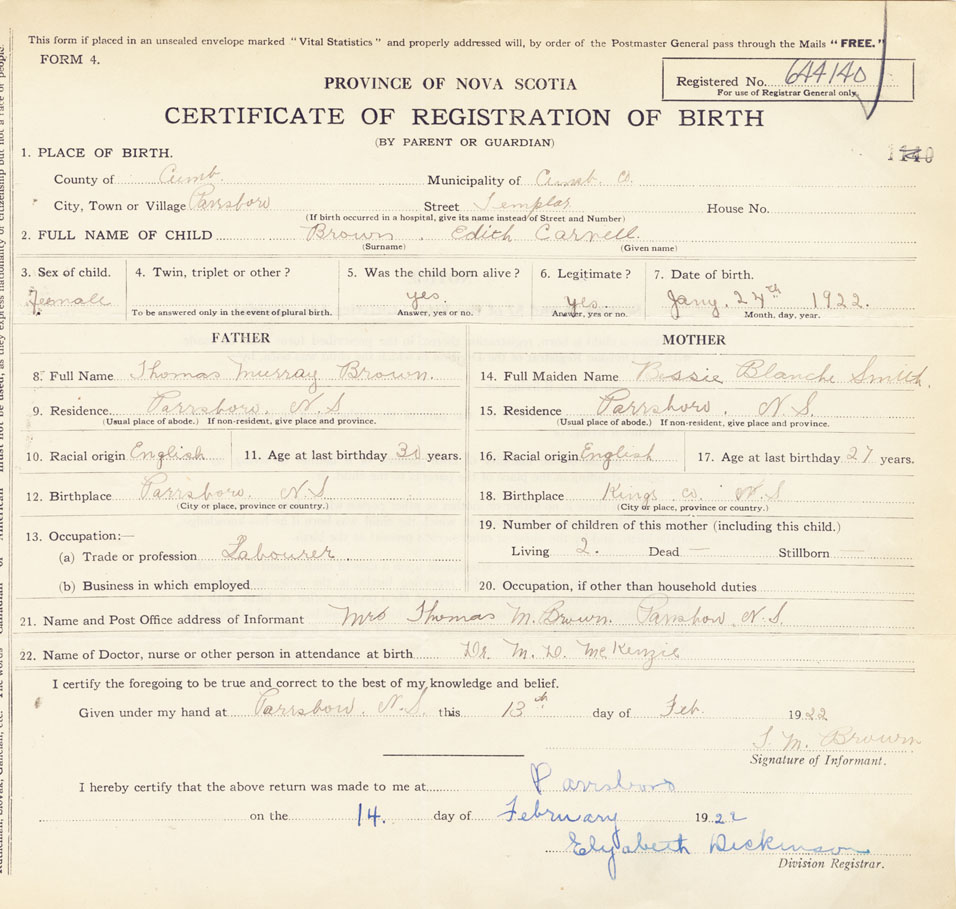 This form if placed in an unsealed envelope marked "Vital Statistics" and properly addressed will, by order of the Postmaster General pass through the Mails "FREE."
FORM 4.
Registered No. 644140
For use of Registrar General only
PROVINCE OF NOVA SCOTIA
CERTIFICATE OF REGISTRATION OF BIRTH
(BY PARENT OR GUARDIAN)
1. PLACE OF BIRTH.
County of Cumb Municipality of Cumb. Co.
City, Town or Village Parrsboro Street Templar House No.
(If birth occurred in a hospital, give its name instead of Street and Number)
2. FULL NAME OF CHILD Brown. Edith Carnell.
(Surname) (Given name)
3. Sex of child. 4. Twin, triplet or other? 5. Was the child born alive? 6. Legitimate? 7. Date of birth.
Female yes. yes. Jany. 24th 1922.
To be answered only in the event of plural birth. Answer, yes or no. Answer, yes or no. Month, day, year.
FATHER MOTHER
8. Full Name Thomas Murray Brown. 14. Full Maiden Name Bessie Blanche Smith.
9. Residence Parrsboro. N.S 15. Residence Parrsboro. N.S.
(Usual place of abode.) If non-resident, give place and province. (Usual place of abode.) If non-resident, give place and province.
10. Racial origin English 11. Age at last birthday 30 years. 16. Racial origin English 17. Age at last birthday 27 years.
12. Birthplace Parrsboro. N.S 18. Birthplace Kings Co. N.S
(City or place, province or country.) (City or place, province or country.)
13. Occupation:— 19. Number of children of this mother (including this child.)
(a) Trade or profession Labourer Living 2. Dead — Stillborn —
(b) Business in which employed 20. Occupation, if other than household duties
21. Name and Post Office address of Informant Mrs Thomas M. Brown. Parrsboro. N.S.
22. Name of Doctor, nurse or other person in attendance at birth Dr. M. D. McKenzie
I certify the foregoing to be true and correct to the best of my knowledge and belief.
Given under my hand at Parrsboro. N.S. this 13th day of Feb. 1922
T. M. Brown
Signature of Informant.
I hereby certify that the above return was made to me at Parrsboro
on the 14. day of February 1922
Elizabeth Dickinson
Division Registrar.